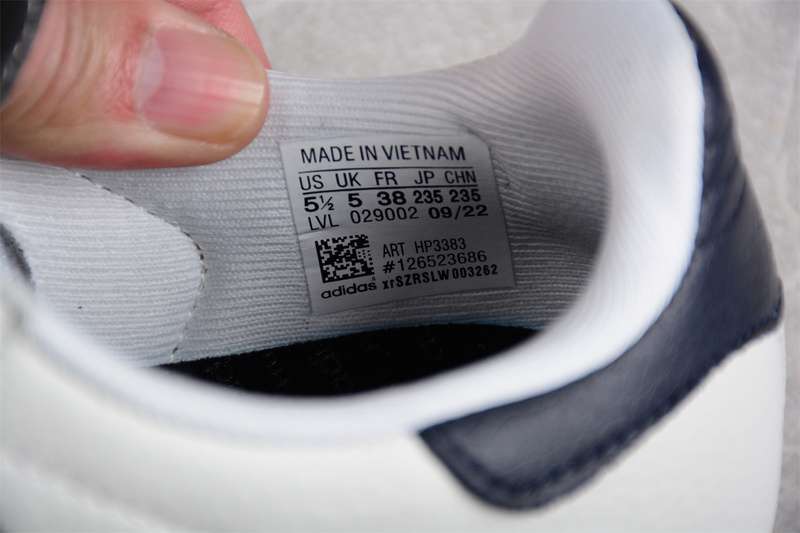 MADE IN VIETNAM
US UK FR JP CHN
5½ 5 38 235 235
LVL 029002 09/22
ART HP3383
#126523686
adidas xrSZRSLW003262